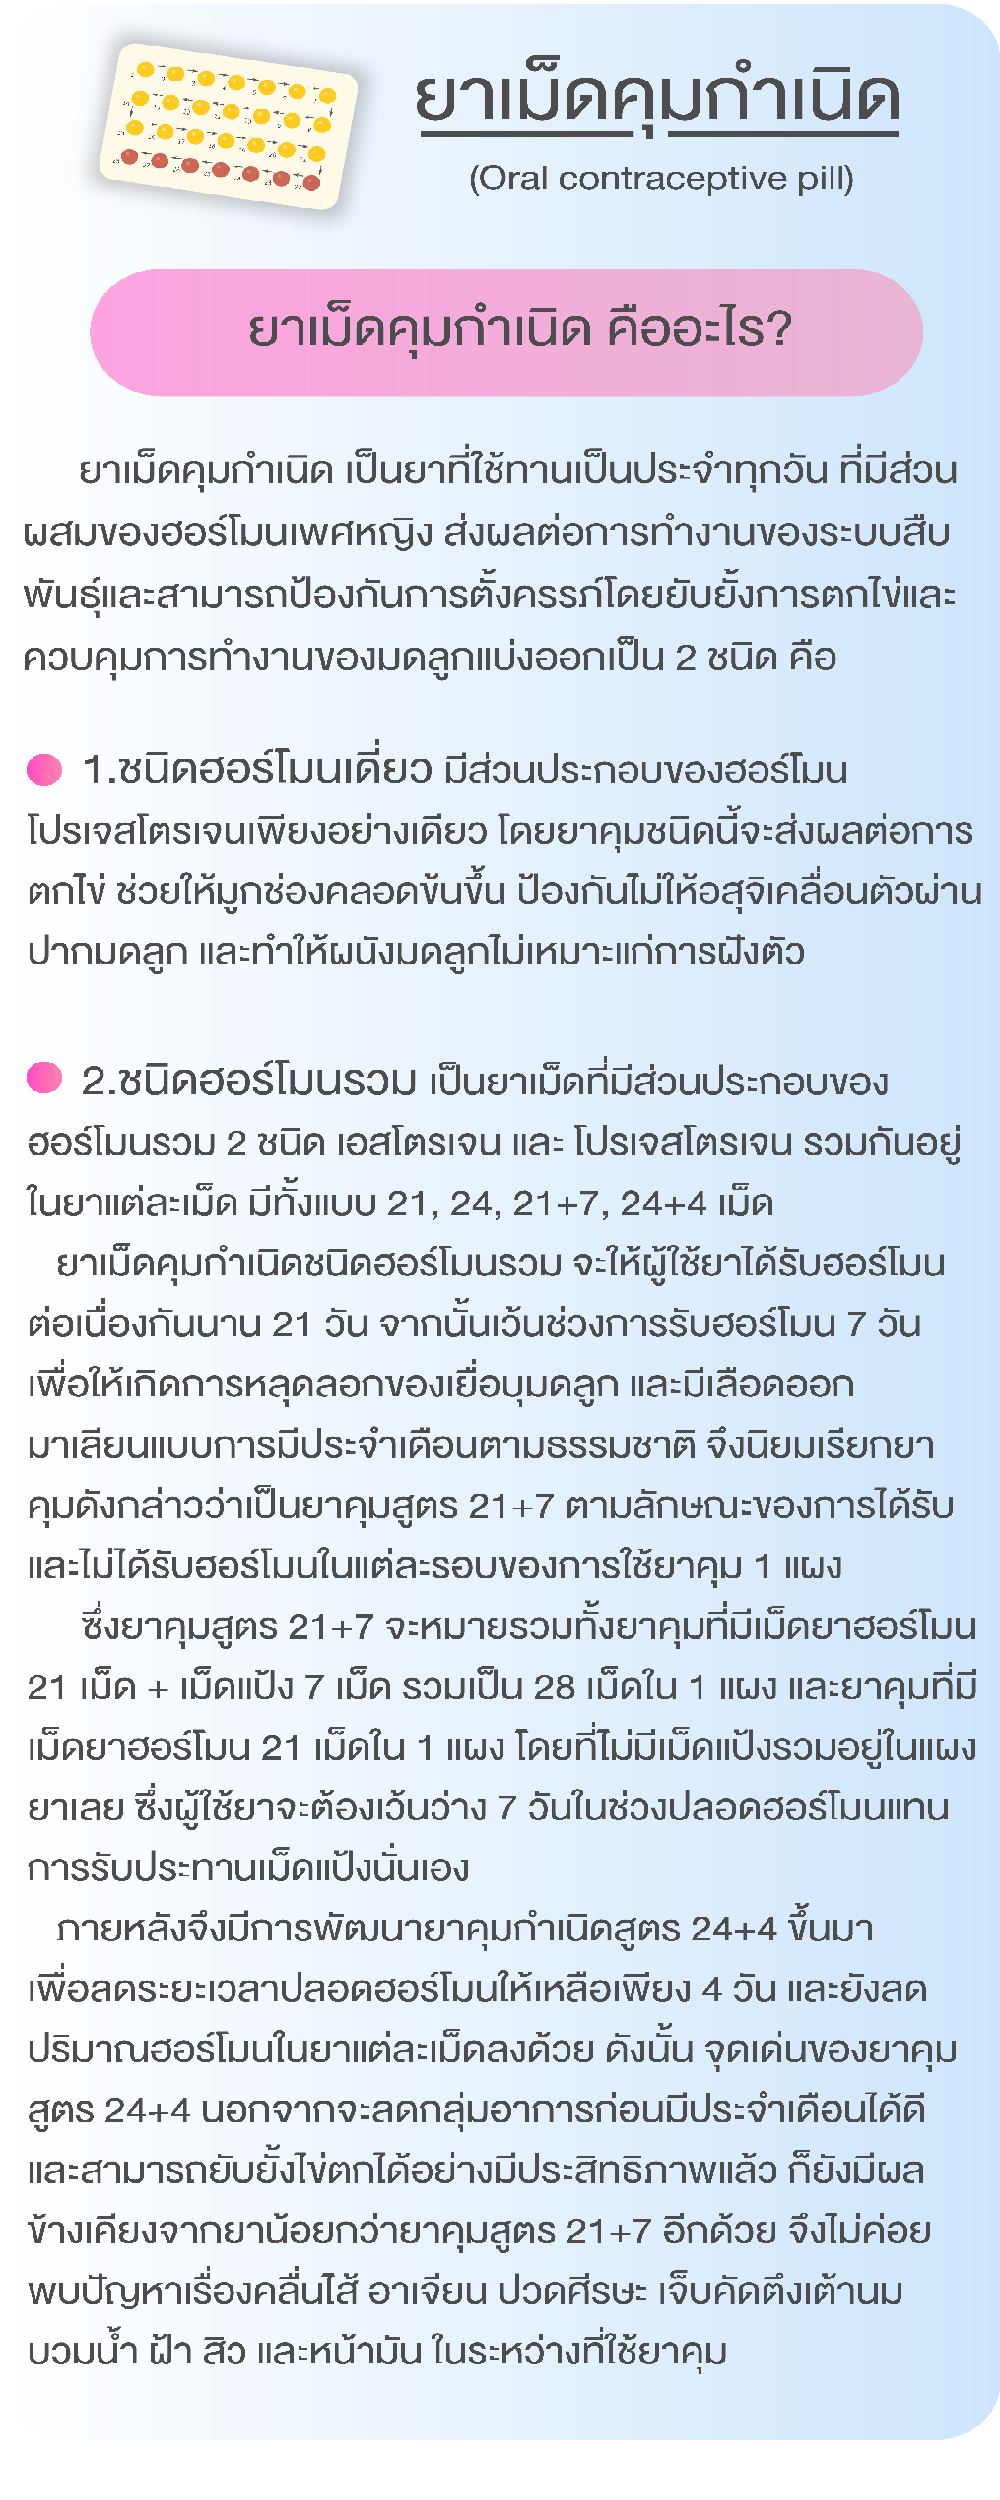 ยาเม็ดคุมกำเนิด
(Oral contraceptive pill)
ยาเม็ดคุมกำเนิด คืออะไร?
ยาเม็ดคุมกำเนิด เป็นยาที่ใช้ทานเป็นประจำทุกวัน ที่มีส่วน
ผสมของฮอร์โมนเพศหญิง ส่งผลต่อการทำงานของระบบสืบ
พันธุ์และสามารถป้องกันการตั้งครรภ์โดยยับยั้งการตกไข่และ
ควบคุมการทำงานของมดลูกแบ่งออกเป็น 2 ชนิด คือ
1.ชนิดฮอร์โมนเดี่ยว มีส่วนประกอบของฮอร์โมน
โปรเจสโตรเจนเพียงอย่างเดียว โดยยาคุมชนิดนี้จะส่งผลต่อการ
ตกไข่ ช่วยให้มูกช่องคลอดข้นขึ้น ป้องกันไม่ให้อสุจิเคลื่อนตัวผ่าน
ปากมดลูก และทำให้ผนังมดลูกไม่เหมาะแก่การฝังตัว
2.ชนิดฮอร์โมนรวม เป็นยาเม็ดที่มีส่วนประกอบของ
ฮอร์โมนรวม 2 ชนิด เอสโตรเจน และ โปรเจสโตรเจน รวมกันอยู่
ในยาแต่ละเม็ด มีทั้งแบบ 21, 24, 21+7, 24+4 เม็ด
ยาเม็ดคุมกำเนิดชนิดฮอร์โมนรวม จะให้ผู้ใช้ยาได้รับฮอร์โมน
ต่อเนื่องกันนาน 21 วัน จากนั้นเว้นช่วงการรับฮอร์โมน 7 วัน
เพื่อให้เกิดการหลุดลอกของเยื่อบุมดลูก และมีเลือดออก
มาเลียนแบบการมีประจำเดือนตามธรรมชาติ จึงนิยมเรียกยา
คุมดังกล่าวว่าเป็นยาคุมสูตร 21+7 ตามลักษณะของการได้รับ
และไม่ได้รับฮอร์โมนในแต่ละรอบของการใช้ยาคุม 1 แผง
ซึ่งยาคุมสูตร 21+7 จะหมายรวมทั้งยาคุมที่มีเม็ดยาฮอร์โมน
21 เม็ด + เม็ดแป้ง 7 เม็ด รวมเป็น 28 เม็ดใน 1 แผง และยาคุมที่มี
เม็ดยาฮอร์โมน 21 เม็ดใน 1 แผง โดยที่ไม่มีเม็ดแป้งรวมอยู่ในแผง
ยาเลย ซึ่งผู้ใช้ยาจะต้องเว้นว่าง 7 วันในช่วงปลอดฮอร์โมนแทน
การรับประทานเม็ดแป้งนั่นเอง
ภายหลังจึงมีการพัฒนายาคุมกำเนิดสูตร 24+4 ขึ้นมา
เพื่อลดระยะเวลาปลอดฮอร์โมนให้เหลือเพียง 4 วัน และยังลด
ปริมาณฮอร์โมนในยาแต่ละเม็ดลงด้วย ดังนั้น จุดเด่นของยาคุม
สูตร 24+4 นอกจากจะลดกลุ่มอาการก่อนมีประจำเดือนได้ดี
และสามารถยับยั้งไข่ตกได้อย่างมีประสิทธิภาพแล้ว ก็ยังมีผล
ข้างเคียงจากยาน้อยกว่ายาคุมสูตร 21+7 อีกด้วย จึงไม่ค่อย
พบปัญหาเรื่องคลื่นไส้ อาเจียน ปวดศีรษะ เจ็บคัดตึงเต้านม
บวมน้ำ ฝ้า สิว และหน้ามัน ในระหว่างที่ใช้ยาคุม